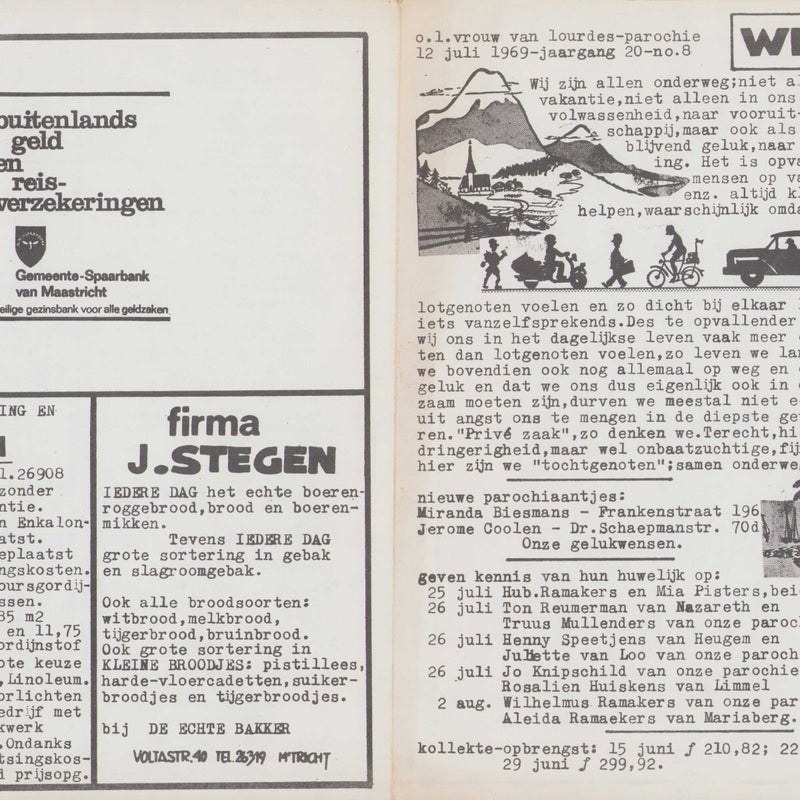 buitenlands
geld
en
reis-
verzekeringen
Gemeente-Spaarbank
van Maastricht
eilige gezinsbank voor alle geldzaken
ING EN
l.26908
zonder
ntie.
n Enkalon-
atst.
eplaatst
ngskosten.
oursgordij-
ssen.
85 m2
en 11,75
ordijnstof
ote keuze
,Linoleum.
orlichten
edrijf met
kwerk
.Ondanks
tsingskos-
d prijsopg.
firma
J.STEGEN
IEDERE DAG het echte boeren-
roggebrood,brood en boeren-
mikken.
Tevens IEDERE DAG
grote sortering in gebak
en slagroomgebak.
Ook alle broodsoorten:
witbrood,melkbrood,
tijgerbrood,bruinbrood.
Ook grote sortering in
KLEINE BROODJES: pistillees,
harde-vloercadetten,suiker-
broodjes en tijgerbroodjes.
bij DE ECHTE BAKKER
VOLTASTR.40 TEL.26319 M'TRICHT
o.l.vrouw van lourdes-parochie
12 juli 1969-jaargang 20-no.8
Wij zijn allen onderweg;niet a
vakantie,niet alleen in ons
volwassenheid,naar vooruit-
schappij,maar ook als
blijvend geluk,naar
ing. Het is opva
mensen op va
enz. altijd k
helpen,waarschijnlijk omda
lotgenoten voelen en zo dicht bij elkaar
iets vanzelfsprekends.Des te opvallender
wij ons in het dagelijkse leven vaak meer
ten dan lotgenoten voelen,zo leven we la
we bovendien ook nog allemaal op weg en
geluk en dat we ons dus eigenlijk ook in
zaam moeten zijn,durven we meestal niet e
uit angst ons te mengen in de diepste ge
ren."Privé zaak",zo denken we.Terecht,hi
dringerigheid,maar wel onbaatzuchtige,fij
hier zijn we "tochtgenoten";samen onderwe
nieuwe parochiaantjes:
Miranda Biesmans - Frankenstraat 196
Jerome Coolen - Dr.Schaepmanstr. 70d
Onze gelukwensen.
geven kennis van hun huwelijk op:
25 juli Hub.Ramakers en Mia Pisters,bei
26 juli Ton Reumerman van Nazareth en
Truus Mullenders van onze paroc
26 juli Henny Speetjens van Heugem en
Juliette van Loo van onze paroch
26 juli Jo Knipschild van onze parochie
Rosalien Huiskens van Limmel
2 aug. Wilhelmus Ramakers van onze par
Aleida Ramaekers van Mariaberg.
kollekte-opbrengst: 15 juni ƒ 210,82; 22
29 juni ƒ 299,92.